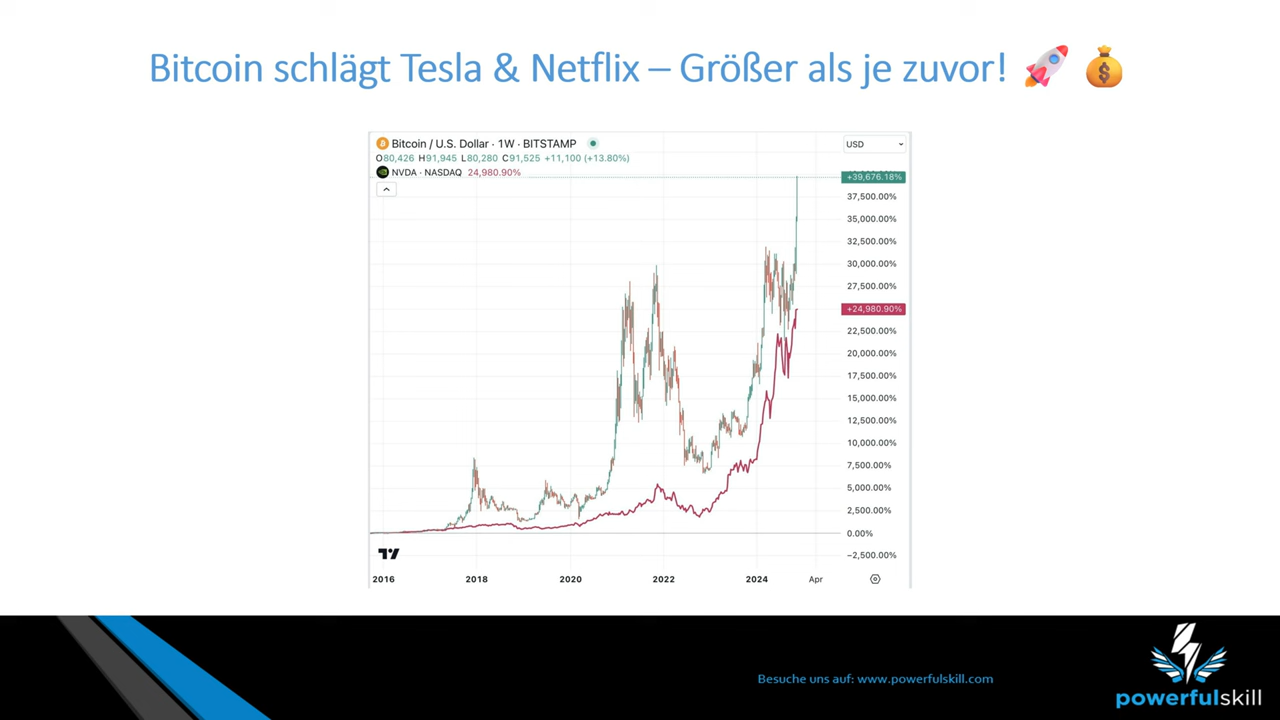 Bitcoin schlägt Tesla & Netflix – Größer als je zuvor! 🚀 💰
Bitcoin / U.S. Dollar · 1W · BITSTAMP
USD
O80,426 H91,945 L80,280 C91,525 +11,100 (+13.80%)
NVDA · NASDAQ 24,980.90%
+39,676.18%
37,500.00%
35,000.00%
32,500.00%
30,000.00%
27,500.00%
+24,980.90%
22,500.00%
20,000.00%
17,500.00%
15,000.00%
12,500.00%
10,000.00%
7,500.00%
5,000.00%
2,500.00%
0.00%
−2,500.00%
2016 2018 2020 2022 2024 Apr
Besuche uns auf: www.powerfulskill.com
powerfulskill